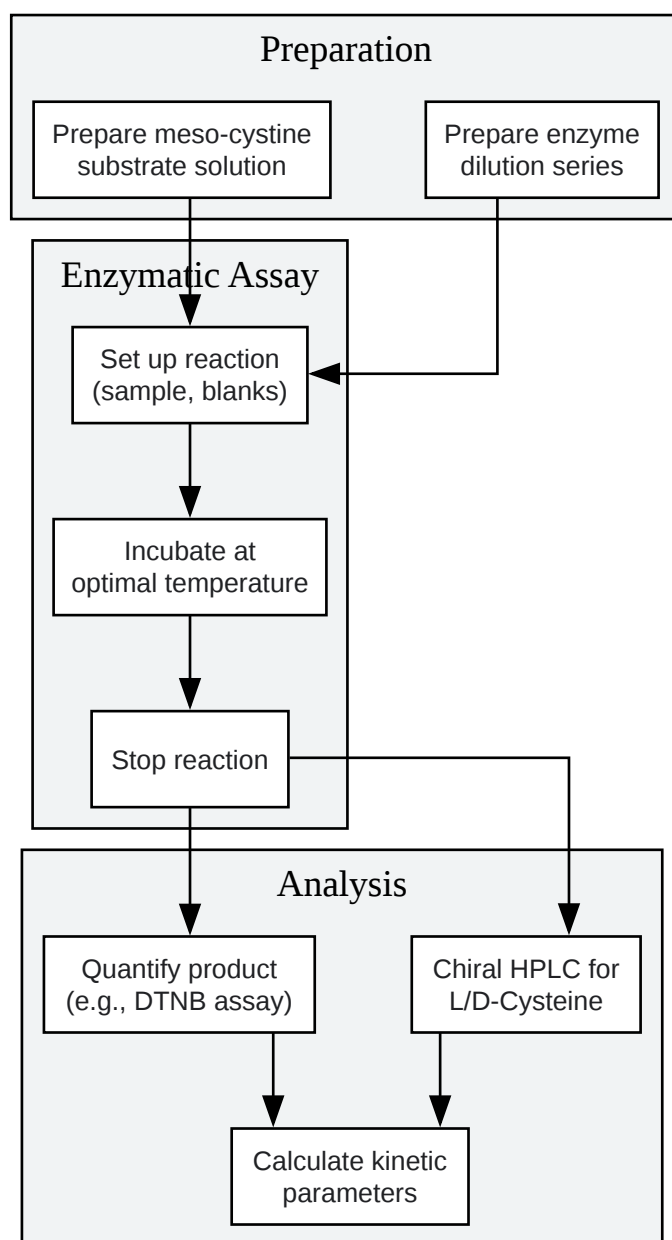 Preparation
Prepare meso-cystine
substrate solution
Prepare enzyme
dilution series
Enzymatic Assay
Set up reaction
(sample, blanks)
Incubate at
optimal temperature
Stop reaction
Analysis
Quantify product
(e.g., DTNB assay)
Chiral HPLC for
L/D-Cysteine
Calculate kinetic
parameters